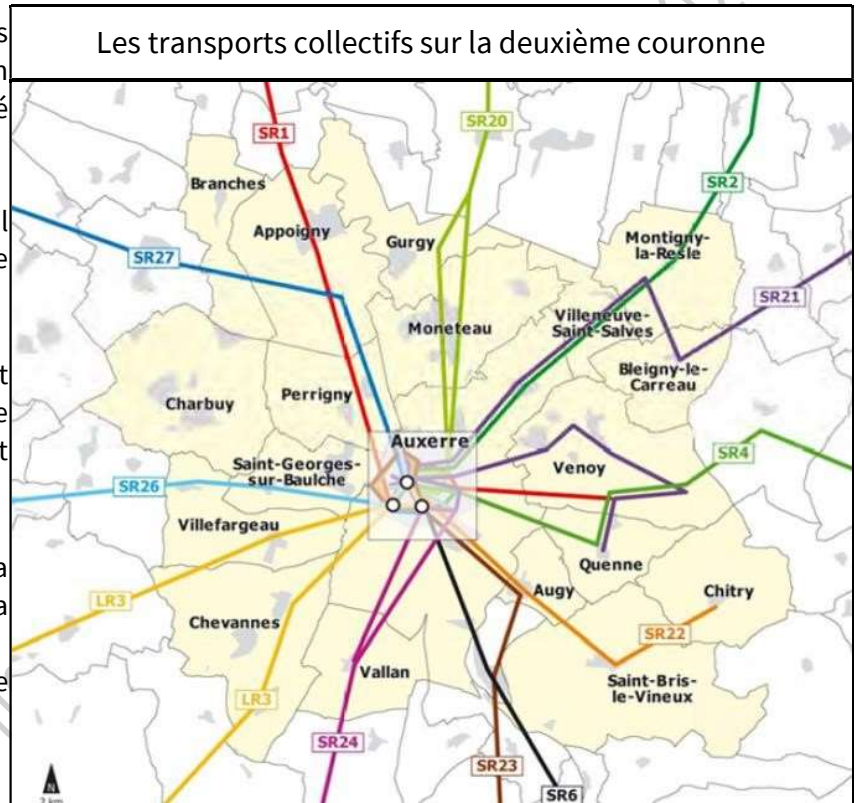 Les transports collectifs sur la deuxième couronne
SR1
SR20
SR2
Branches
Appoigny
Gurgy
Montigny-
la-Resle
SR27
SR21
Moneteau
Villeneuve-
Saint-Salves
Bleigny-le-
Carreau
Charbuy
Perrigny
Auxerre
SR4
Saint-Georges-
sur-Baulche
Venoy
SR26
Villefargeau
Quenne
Augy
Chitry
LR3
Chevannes
SR22
Vallan
Saint-Bris-
le-Vineux
LR3
SR24
SR23
SR6
N
2 km